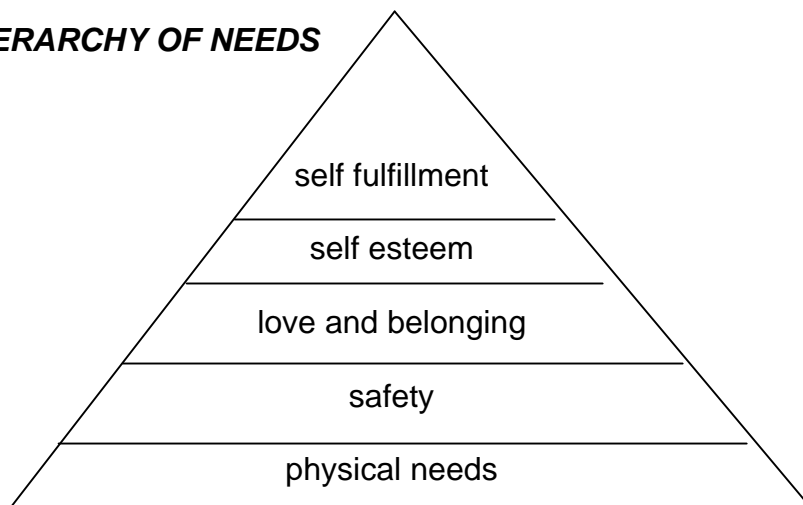 ERARCHY OF NEEDS
self fulfillment
self esteem
love and belonging
safety
physical needs